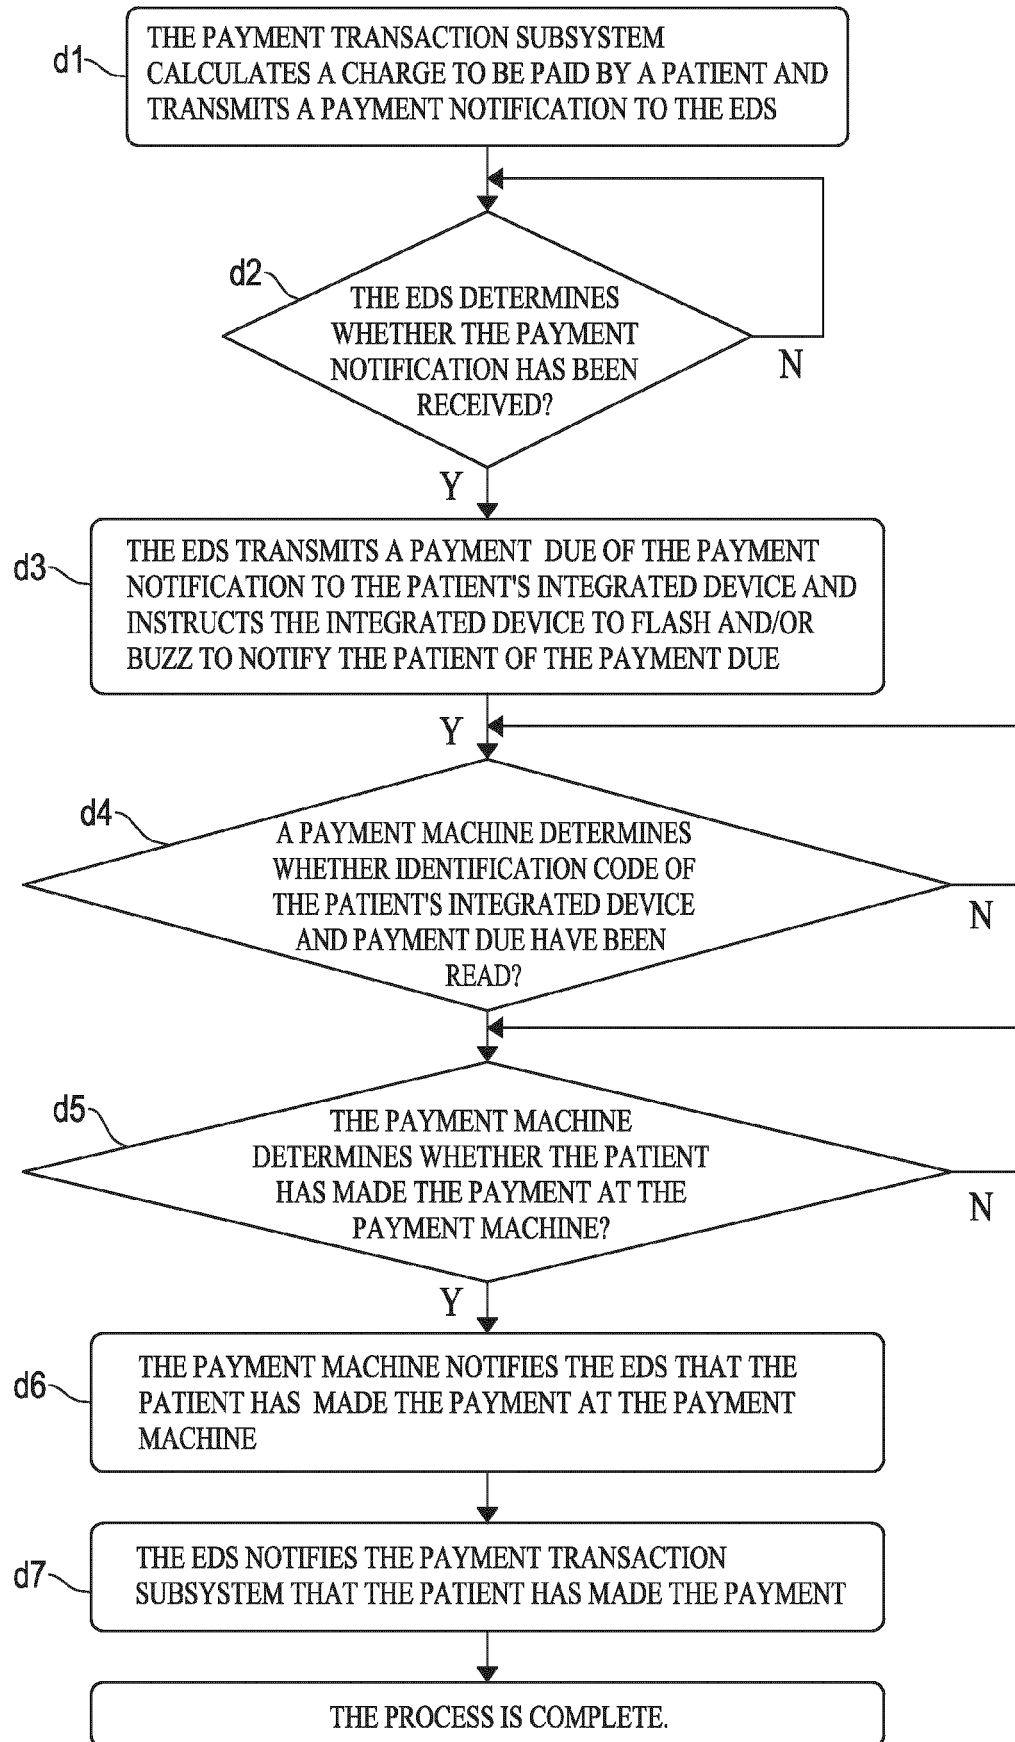 d1
THE PAYMENT TRANSACTION SUBSYSTEM
CALCULATES A CHARGE TO BE PAID BY A PATIENT AND
TRANSMITS A PAYMENT NOTIFICATION TO THE EDS
d2
THE EDS DETERMINES
WHETHER THE PAYMENT
NOTIFICATION HAS BEEN
RECEIVED?
N
Y
d3
THE EDS TRANSMITS A PAYMENT DUE OF THE PAYMENT
NOTIFICATION TO THE PATIENT'S INTEGRATED DEVICE AND
INSTRUCTS THE INTEGRATED DEVICE TO FLASH AND/OR
BUZZ TO NOTIFY THE PATIENT OF THE PAYMENT DUE
Y
d4
A PAYMENT MACHINE DETERMINES
WHETHER IDENTIFICATION CODE OF
THE PATIENT'S INTEGRATED DEVICE
AND PAYMENT DUE HAVE BEEN
READ?
N
d5
THE PAYMENT MACHINE
DETERMINES WHETHER THE PATIENT
HAS MADE THE PAYMENT AT THE
PAYMENT MACHINE?
N
Y
d6
THE PAYMENT MACHINE NOTIFIES THE EDS THAT THE
PATIENT HAS MADE THE PAYMENT AT THE PAYMENT
MACHINE
d7
THE EDS NOTIFIES THE PAYMENT TRANSACTION
SUBSYSTEM THAT THE PATIENT HAS MADE THE PAYMENT
THE PROCESS IS COMPLETE.